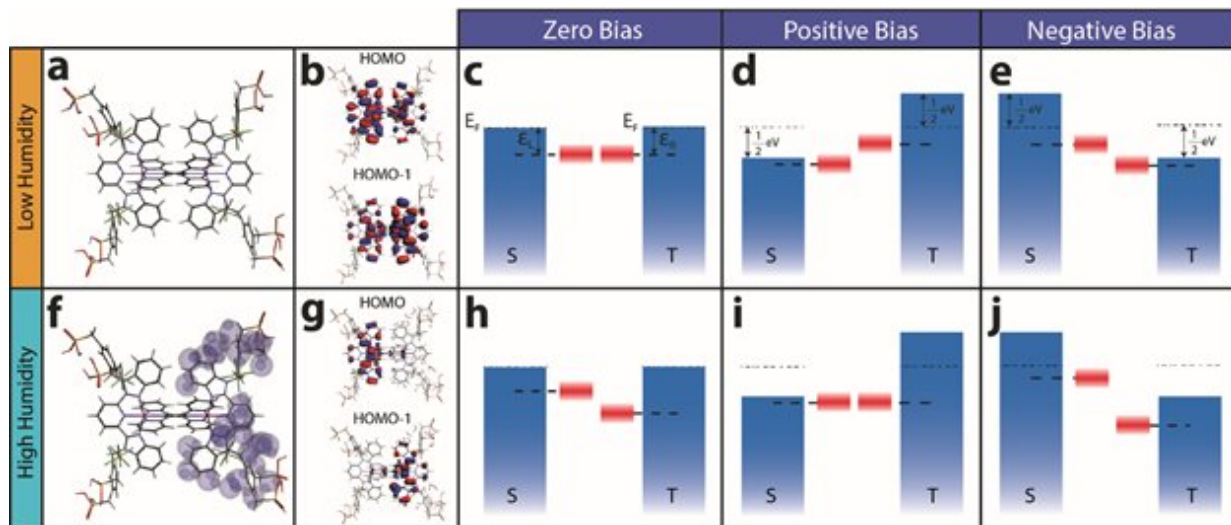 Zero Bias
Positive Bias
Negative Bias
Low Humidity
a
b
HOMO
HOMO-1
c
E_F
ε_L
E_F
ε_R
S
T
d
1/2 eV
1/2 eV
S
T
e
1/2 eV
1/2 eV
S
T
High Humidity
f
g
HOMO
HOMO-1
h
S
T
i
S
T
j
S
T